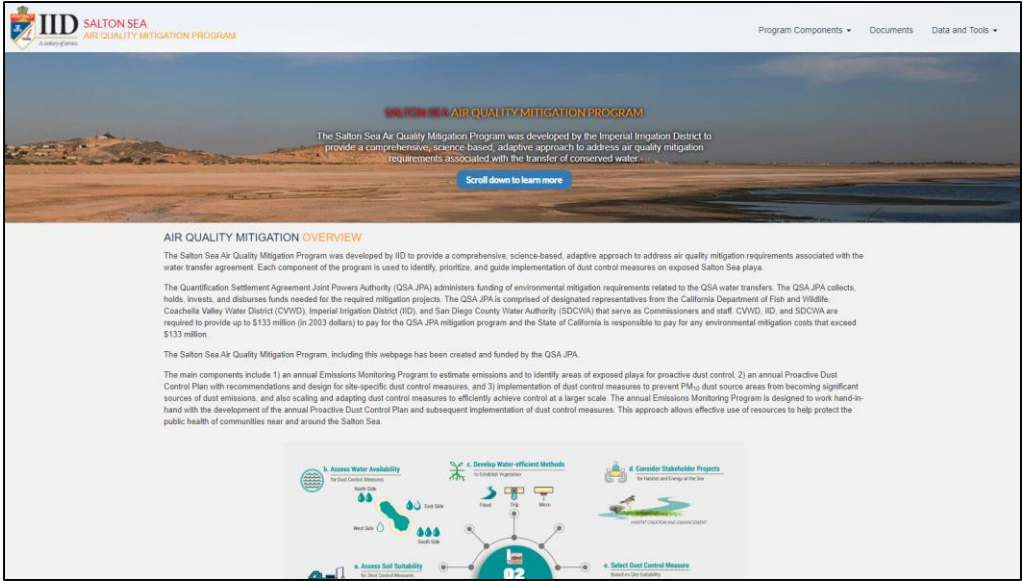 IID
A century of service.
SALTON SEA
AIR QUALITY MITIGATION PROGRAM
Program Components
Documents
Data and Tools
SALTON SEA AIR QUALITY MITIGATION PROGRAM
The Salton Sea Air Quality Mitigation Program was developed by the Imperial Irrigation District to
provide a comprehensive, science-based, adaptive approach to address air quality mitigation
requirements associated with the transfer of conserved water
Scroll down to learn more
AIR QUALITY MITIGATION OVERVIEW
The Salton Sea Air Quality Mitigation Program was developed by IID to provide a comprehensive, science-based, adaptive approach to address air quality mitigation requirements associated with the
water transfer agreement. Each component of the program is used to identify, prioritize, and guide implementation of dust control measures on exposed Salton Sea playa.
The Quantification Settlement Agreement Joint Powers Authority (QSA JPA) administers funding of environmental mitigation requirements related to the QSA water transfers. The QSA JPA collects,
holds, invests, and disburses funds needed for the required mitigation projects. The QSA JPA is comprised of designated representatives from the California Department of Fish and Wildlife,
Coachella Valley Water District (CVWD), Imperial Irrigation District (IID), and San Diego County Water Authority (SDCWA) that serve as Commissioners and staff. CVWD, IID, and SDCWA are
required to provide up to $133 million (in 2003 dollars) to pay for the QSA JPA mitigation program and the State of California is responsible to pay for any environmental mitigation costs that exceed
$133 million.
The Salton Sea Air Quality Mitigation Program, including this webpage has been created and funded by the QSA JPA.
The main components include 1) an annual Emissions Monitoring Program to estimate emissions and to identify areas of exposed playa for proactive dust control, 2) an annual Proactive Dust
Control Plan with recommendations and design for site-specific dust control measures, and 3) implementation of dust control measures to prevent PM₁₀ dust source areas from becoming significant
sources of dust emissions, and also scaling and adapting dust control measures to efficiently achieve control at a larger scale. The annual Emissions Monitoring Program is designed to work hand-in-
hand with the development of the annual Proactive Dust Control Plan and subsequent implementation of dust control measures. This approach allows effective use of resources to help protect the
public health of communities near and around the Salton Sea.
b. Assess Water Availability
for Dust Control Measures
North Side
East Side
West Side
South Side
c. Develop Water-efficient Methods
to Establish Vegetation
Flood
Drip
Micro
d. Consider Stakeholder Projects
for Habitat and Energy at the Sea
HABITAT CREATION AND ENHANCEMENT
a. Assess Soil Suitability
for Dust Control Measures
02
e. Select Dust Control Measure
Based on Site Suitability